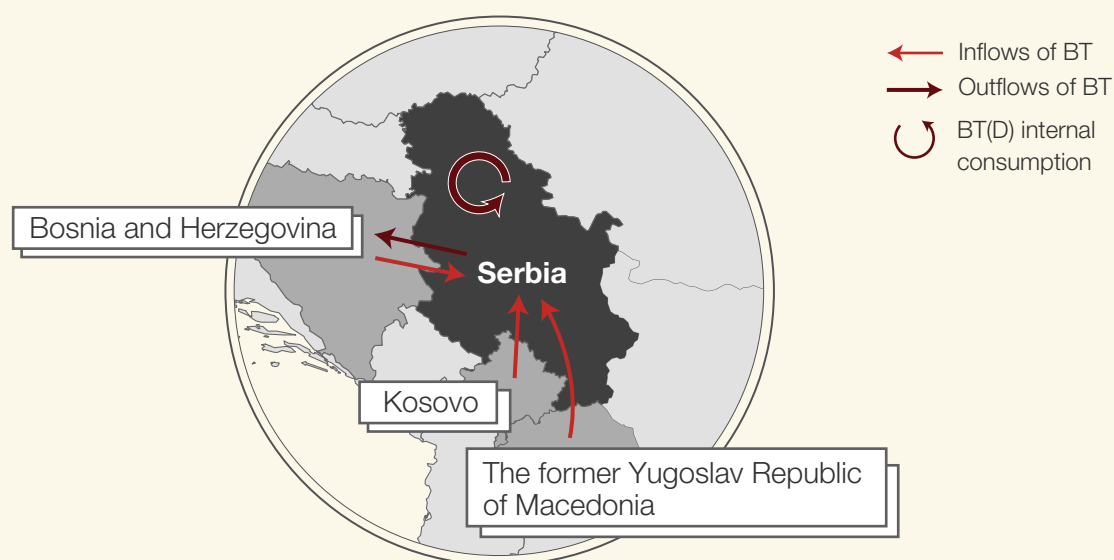 Inflows of BT
Outflows of BT
BT(D) internal
consumption
Bosnia and Herzegovina
Serbia
Kosovo
The former Yugoslav Republic
of Macedonia